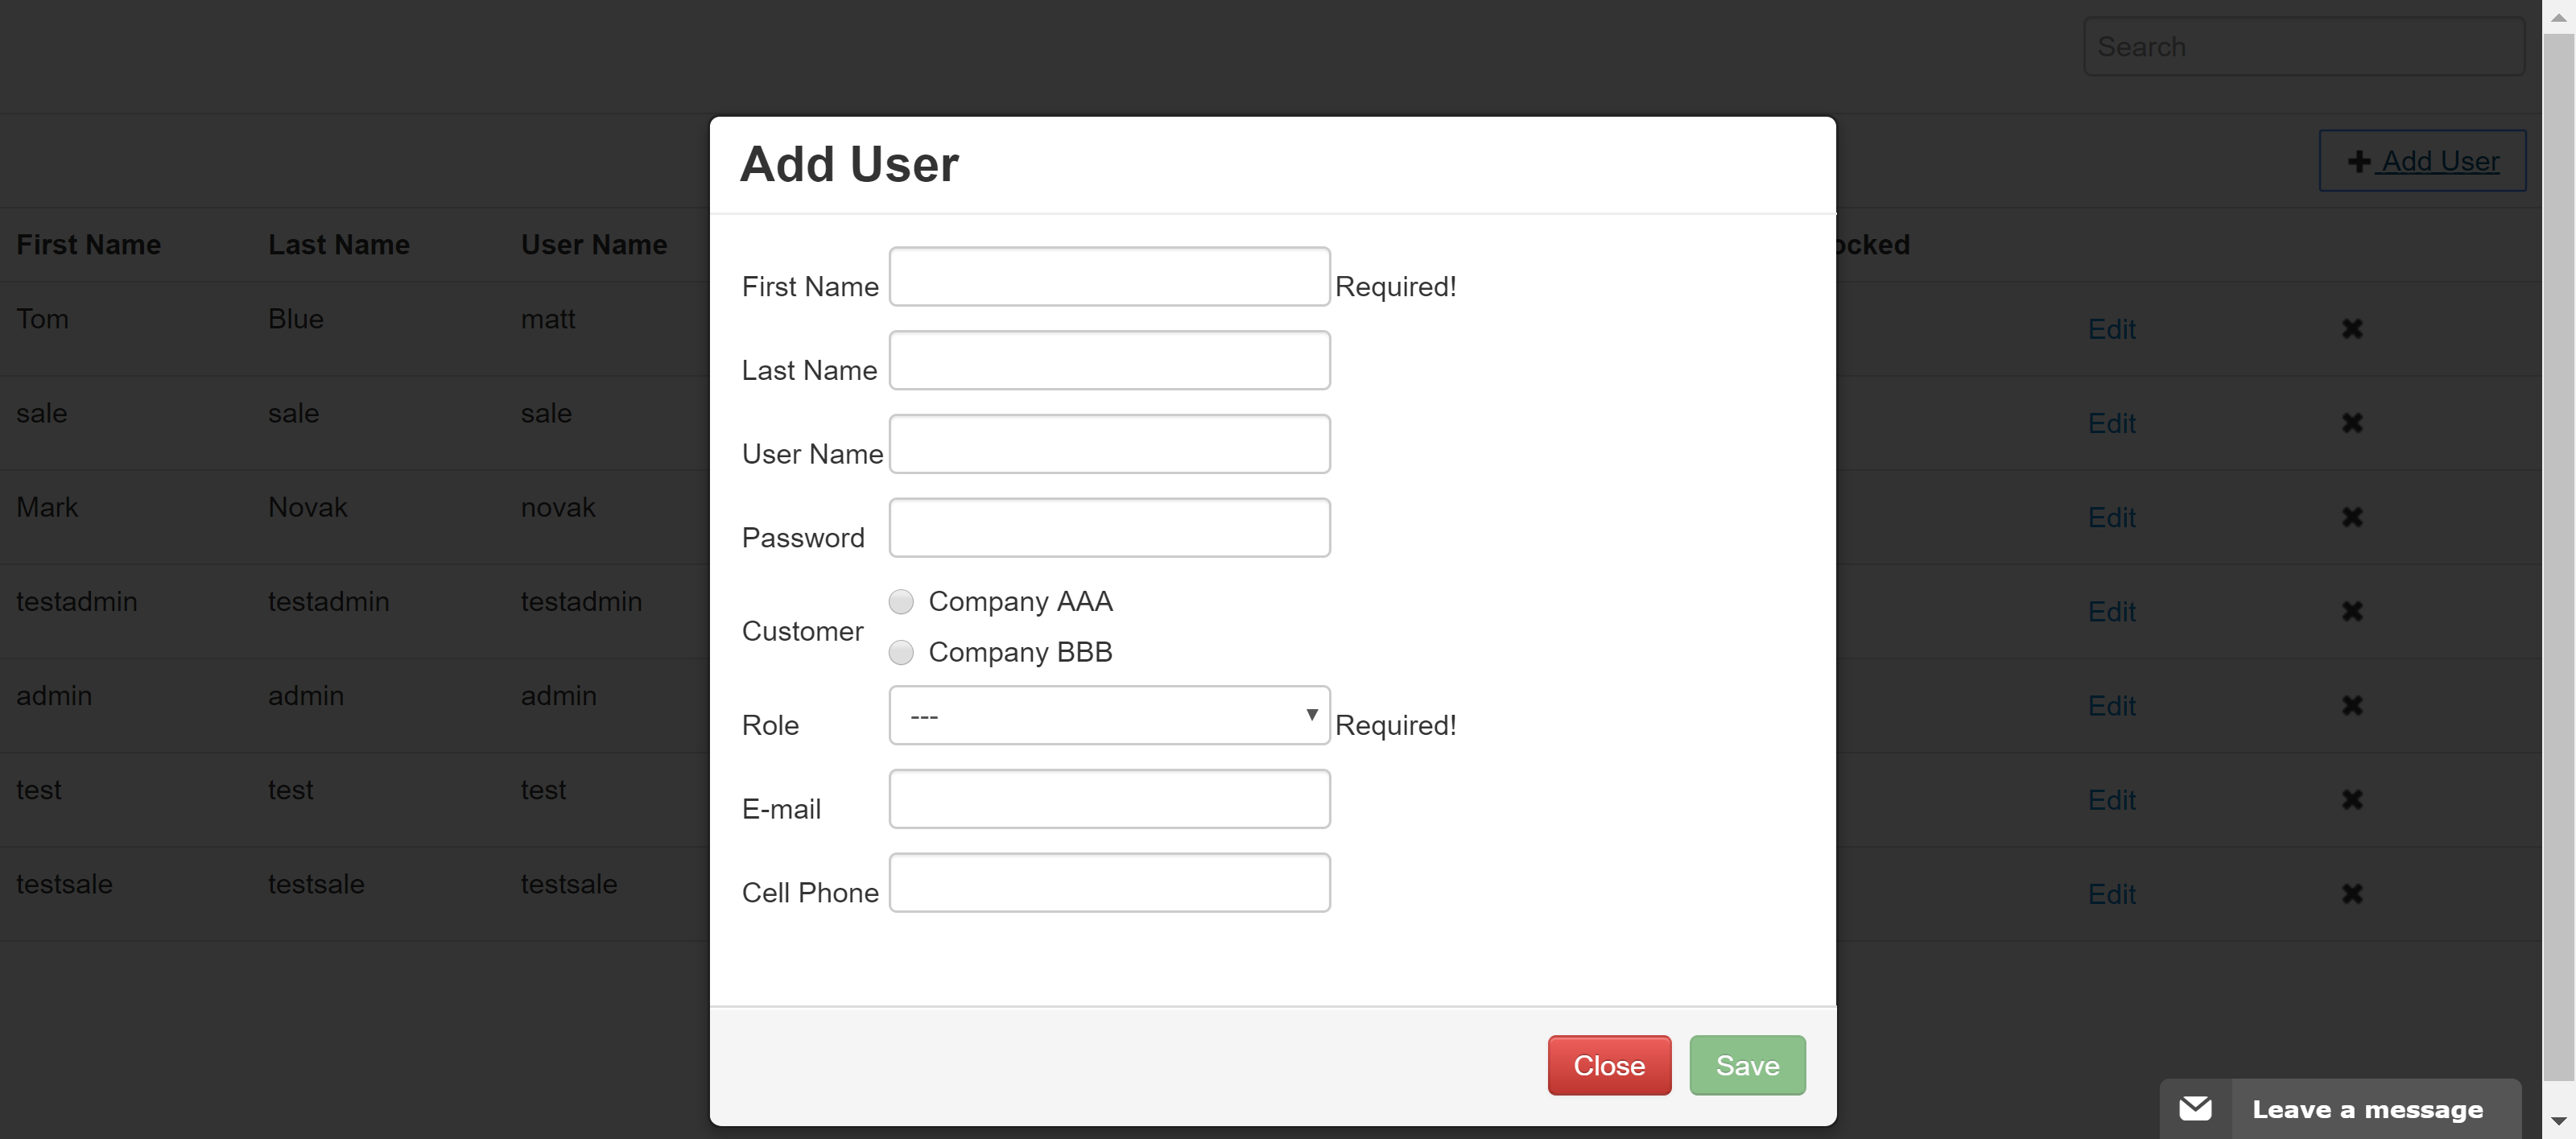 Search
Add User
+ Add User
First Name Last Name User Name ocked
First Name Required!
Tom Blue matt Edit ✖
Last Name
sale sale sale Edit ✖
User Name
Mark Novak novak Edit ✖
Password
testadmin testadmin testadmin Edit ✖
Customer
Company AAA
Company BBB
admin admin admin Edit ✖
Role --- Required!
test test test Edit ✖
E-mail
testsale testsale testsale Edit ✖
Cell Phone
Close Save
Leave a message